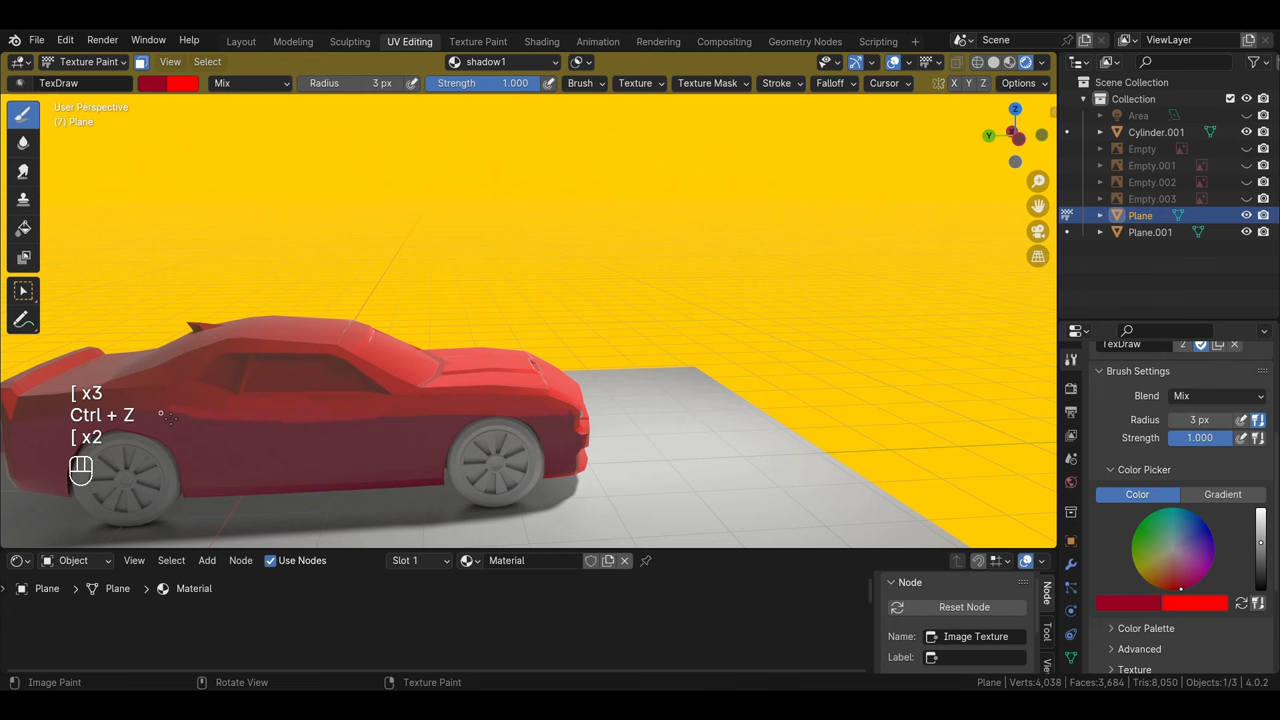 File Edit Render Window Help Layout Modeling Sculpting UV Editing Texture Paint Shading Animation Rendering Compositing Geometry Nodes Scripting + Scene ViewLayer
Texture Paint View Select shadow1
TexDraw Mix Radius 3 px Strength 1.000 Brush Texture Texture Mask Stroke Falloff Cursor X Y Z Options
User Perspective
(7) Plane
Z
Y
X
[ x3
Ctrl + Z
[ x2
Scene Collection
Collection
Area
Cylinder.001
Empty
Empty.001
Empty.002
Empty.003
Plane
Plane.001
TexDraw 2
Brush Settings
Blend Mix
Radius 3 px
Strength 1.000
Color Picker
Color Gradient
Color Palette
Advanced
Texture
Object View Select Add Node Use Nodes Slot 1 Material
Plane > Plane > Material
Node
Reset Node
Name: Image Texture
Label:
Node
Tool
Vie
Image Paint Rotate View Texture Paint Plane | Verts:4,038 | Faces:3,684 | Tris:8,050 | Objects:1/3 | 4.0.2